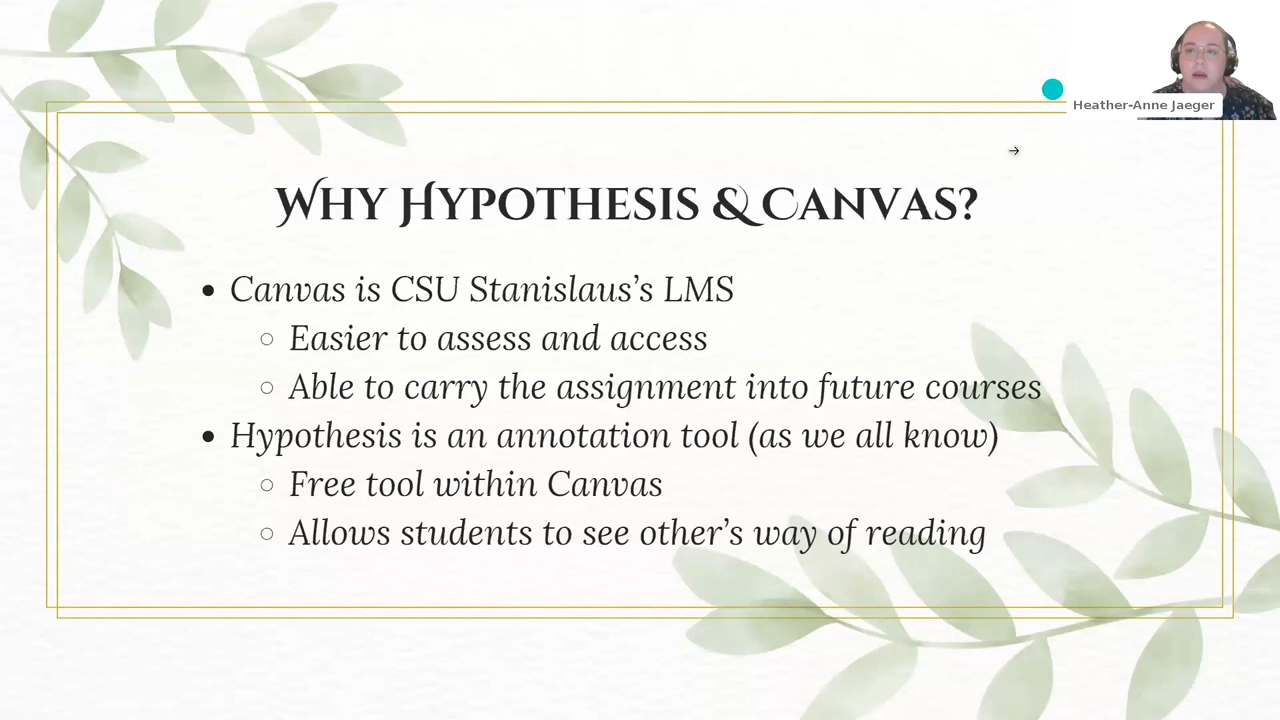 Heather-Anne Jaeger
WHY HYPOTHESIS & CANVAS?
• Canvas is CSU Stanislaus’s LMS
○ Easier to assess and access
○ Able to carry the assignment into future courses
• Hypothesis is an annotation tool (as we all know)
○ Free tool within Canvas
○ Allows students to see other’s way of reading